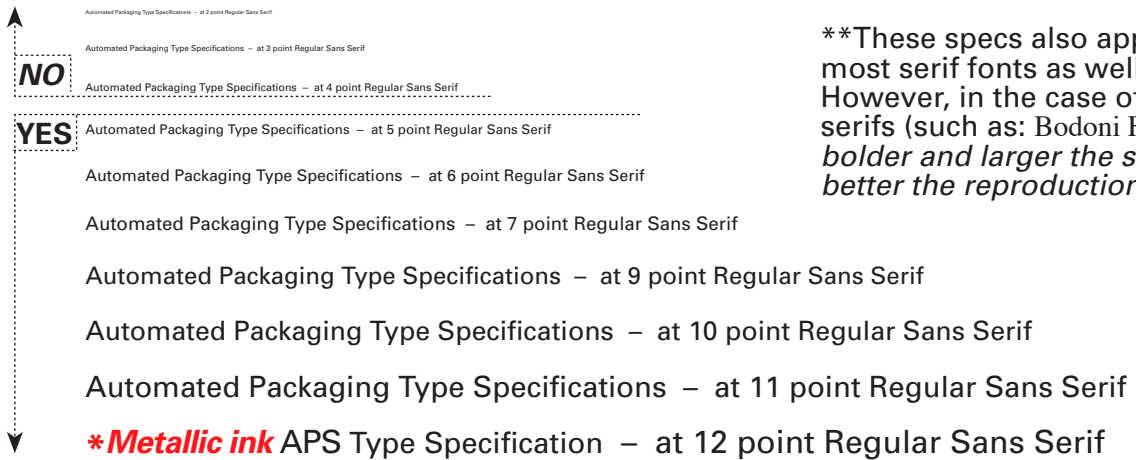 Automated Packaging Type Specifications – at 2 point Regular Sans Serif
Automated Packaging Type Specifications – at 3 point Regular Sans Serif
NO
Automated Packaging Type Specifications – at 4 point Regular Sans Serif
YES
Automated Packaging Type Specifications – at 5 point Regular Sans Serif
Automated Packaging Type Specifications – at 6 point Regular Sans Serif
Automated Packaging Type Specifications – at 7 point Regular Sans Serif
Automated Packaging Type Specifications – at 9 point Regular Sans Serif
Automated Packaging Type Specifications – at 10 point Regular Sans Serif
Automated Packaging Type Specifications – at 11 point Regular Sans Serif
*Metallic ink APS Type Specification – at 12 point Regular Sans Serif
**These specs also
most serif fonts as
However, in the case
serifs (such as: Bodoni
bolder and larger the
better the